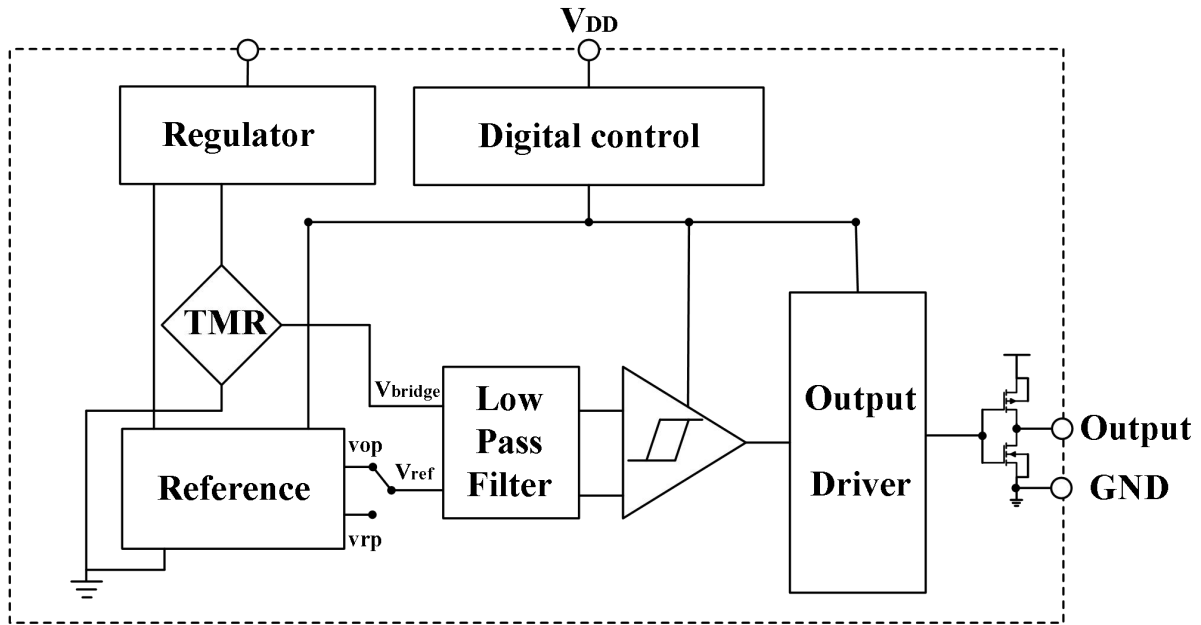 VDD
Regulator
Digital control
TMR
Vbridge
Low
Pass
Filter
Output
Driver
Output
GND
vop
Vref
Reference
vrp